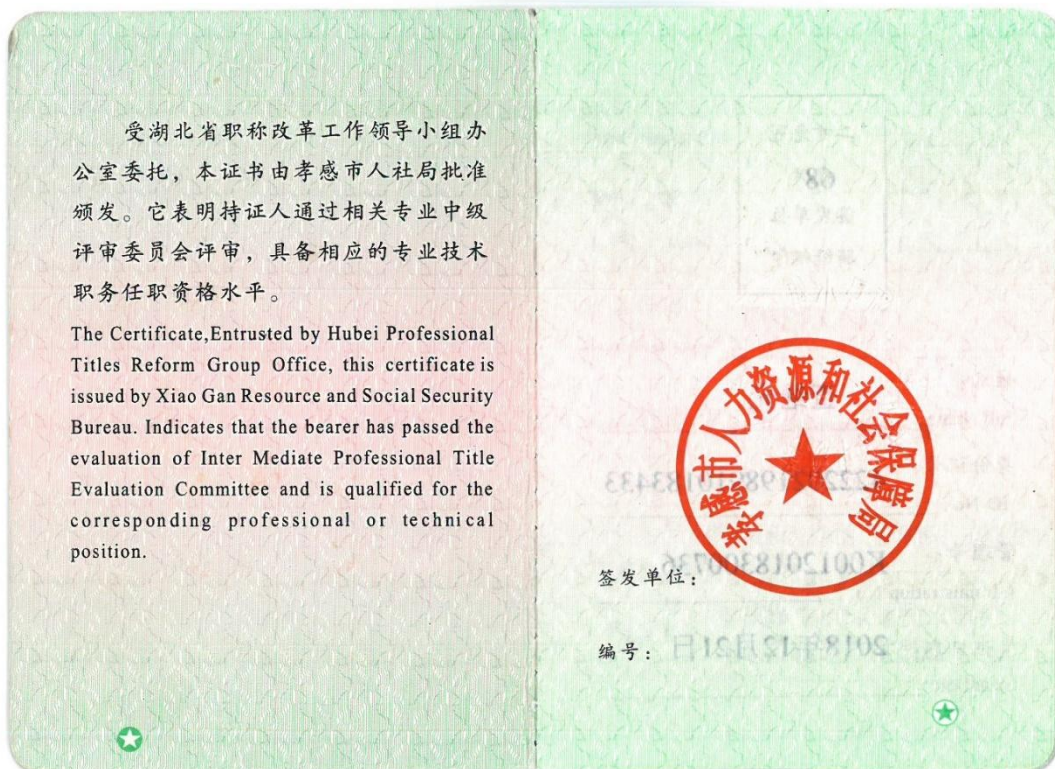 受湖北省职称改革工作领导小组办
公室委托，本证书由孝感市人社局批准
颁发。它表明持证人通过相关专业中级
评审委员会评审，具备相应的专业技术
职务任职资格水平。
The Certificate,Entrusted by Hubei Professional
Titles Reform Group Office, this certificate is
issued by Xiao Gan Resource and Social Security
Bureau. Indicates that the bearer has passed the
evaluation of Inter Mediate Professional Title
Evaluation Committee and is qualified for the
corresponding professional or technical
position.
孝感市人力资源和社会保障局
签发单位：
编号：
2018年12月21日